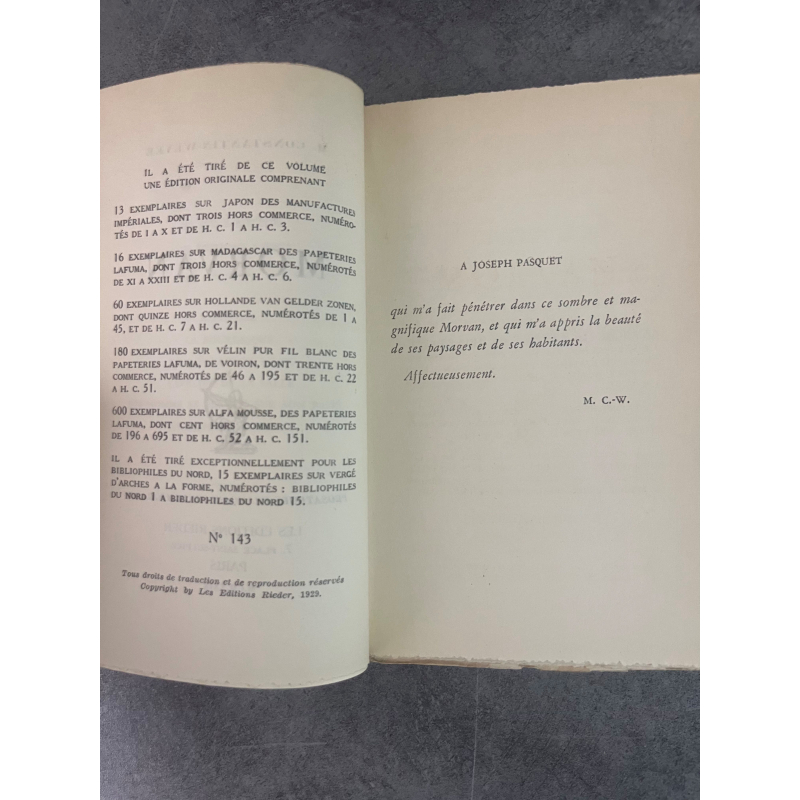 IL A ÉTÉ TIRÉ DE CE VOLUME
UNE ÉDITION ORIGINALE COMPRENANT
13 EXEMPLAIRES SUR JAPON DES MANUFACTURES
IMPÉRIALES, DONT TROIS HORS COMMERCE, NUMÉRO-
TÉS DE I A X ET DE H. C. 1 A H. C. 3.
16 EXEMPLAIRES SUR MADAGASCAR DES PAPETERIES
LAFUMA, DONT TROIS HORS COMMERCE, NUMÉROTÉS
DE XI A XXIII ET DE H. C. 4 A H. C. 6.
60 EXEMPLAIRES SUR HOLLANDE VAN GELDER ZONEN,
DONT QUINZE HORS COMMERCE, NUMÉROTÉS DE 1 A
45, ET DE H. C. 7 A H. C. 21.
180 EXEMPLAIRES SUR VÉLIN PUR FIL BLANC DES
PAPETERIES LAFUMA, DE VOIRON, DONT TRENTE HORS
COMMERCE, NUMÉROTÉS DE 46 A 195 ET DE H. C. 22
A H. C. 51.
600 EXEMPLAIRES SUR ALFA MOUSSE, DES PAPETERIES
LAFUMA, DONT CENT HORS COMMERCE, NUMÉROTÉS
DE 196 A 695 ET DE H. C. 52 A H. C. 151.
IL A ÉTÉ TIRÉ EXCEPTIONNELLEMENT POUR LES
BIBLIOPHILES DU NORD, 15 EXEMPLAIRES SUR VERGÉ
D'ARCHES A LA FORME, NUMÉROTÉS : BIBLIOPHILES
DU NORD 1 A BIBLIOPHILES DU NORD 15.
N° 143
Tous droits de traduction et de reproduction réservés
Copyright by Les Editions Rieder, 1929.
A JOSEPH PASQUET
qui m'a fait pénétrer dans ce sombre et ma-
gnifique Morvan, et qui m'a appris la beauté
de ses paysages et de ses habitants.
Affectueusement.
M. C.-W.